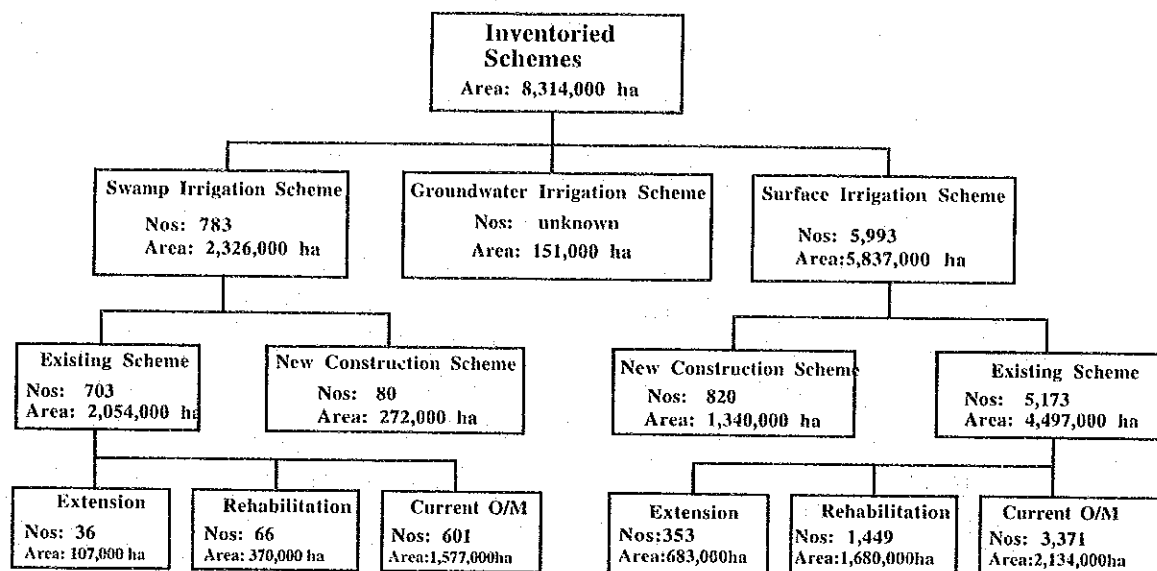 Inventoried
Schemes
Area: 8,314,000 ha
Swamp Irrigation Scheme
Nos: 783
Area: 2,326,000 ha
Groundwater Irrigation Scheme
Nos: unknown
Area: 151,000 ha
Surface Irrigation Scheme
Nos: 5,993
Area:5,837,000 ha
Existing Scheme
Nos: 703
Area: 2,054,000 ha
New Construction Scheme
Nos: 80
Area: 272,000 ha
New Construction Scheme
Nos: 820
Area: 1,340,000 ha
Existing Scheme
Nos: 5,173
Area: 4,497,000 ha
Extension
Nos: 36
Area: 107,000 ha
Rehabilitation
Nos: 66
Area: 370,000 ha
Current O/M
Nos: 601
Area:1,577,000ha
Extension
Nos:353
Area:683,000ha
Rehabilitation
Nos: 1,449
Area:1,680,000ha
Current O/M
Nos: 3,371
Area:2,134,000ha